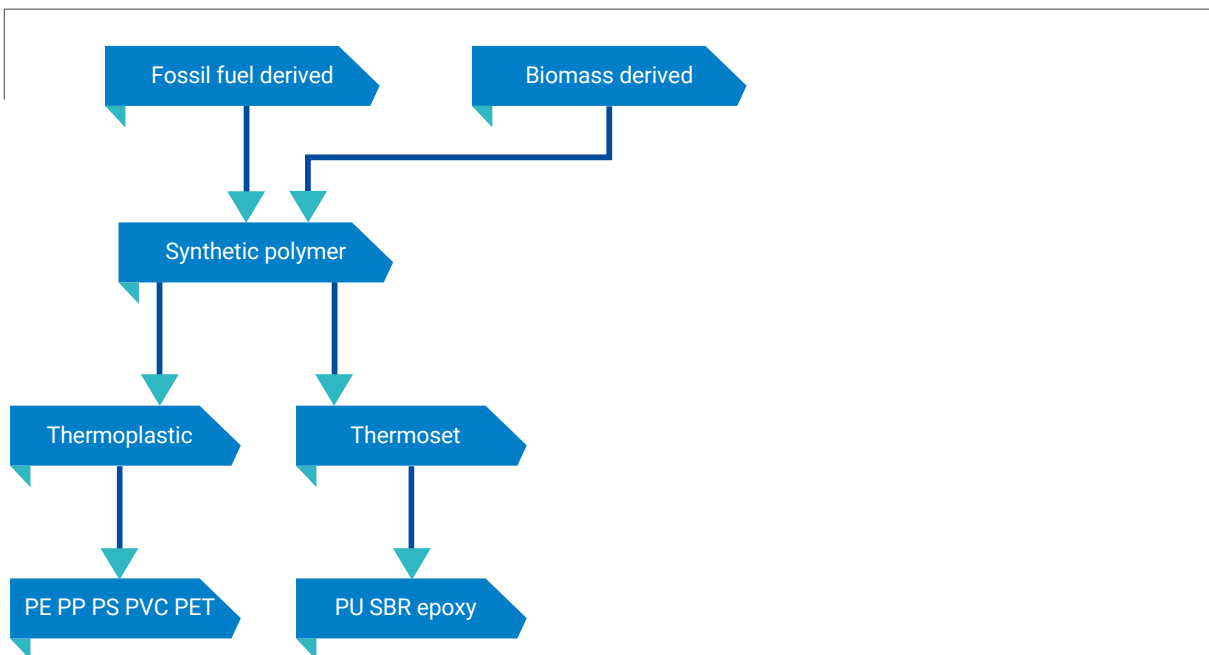 Fossil fuel derived
Biomass derived
Synthetic polymer
Thermoplastic
Thermoset
PE PP PS PVC PET
PU SBR epoxy